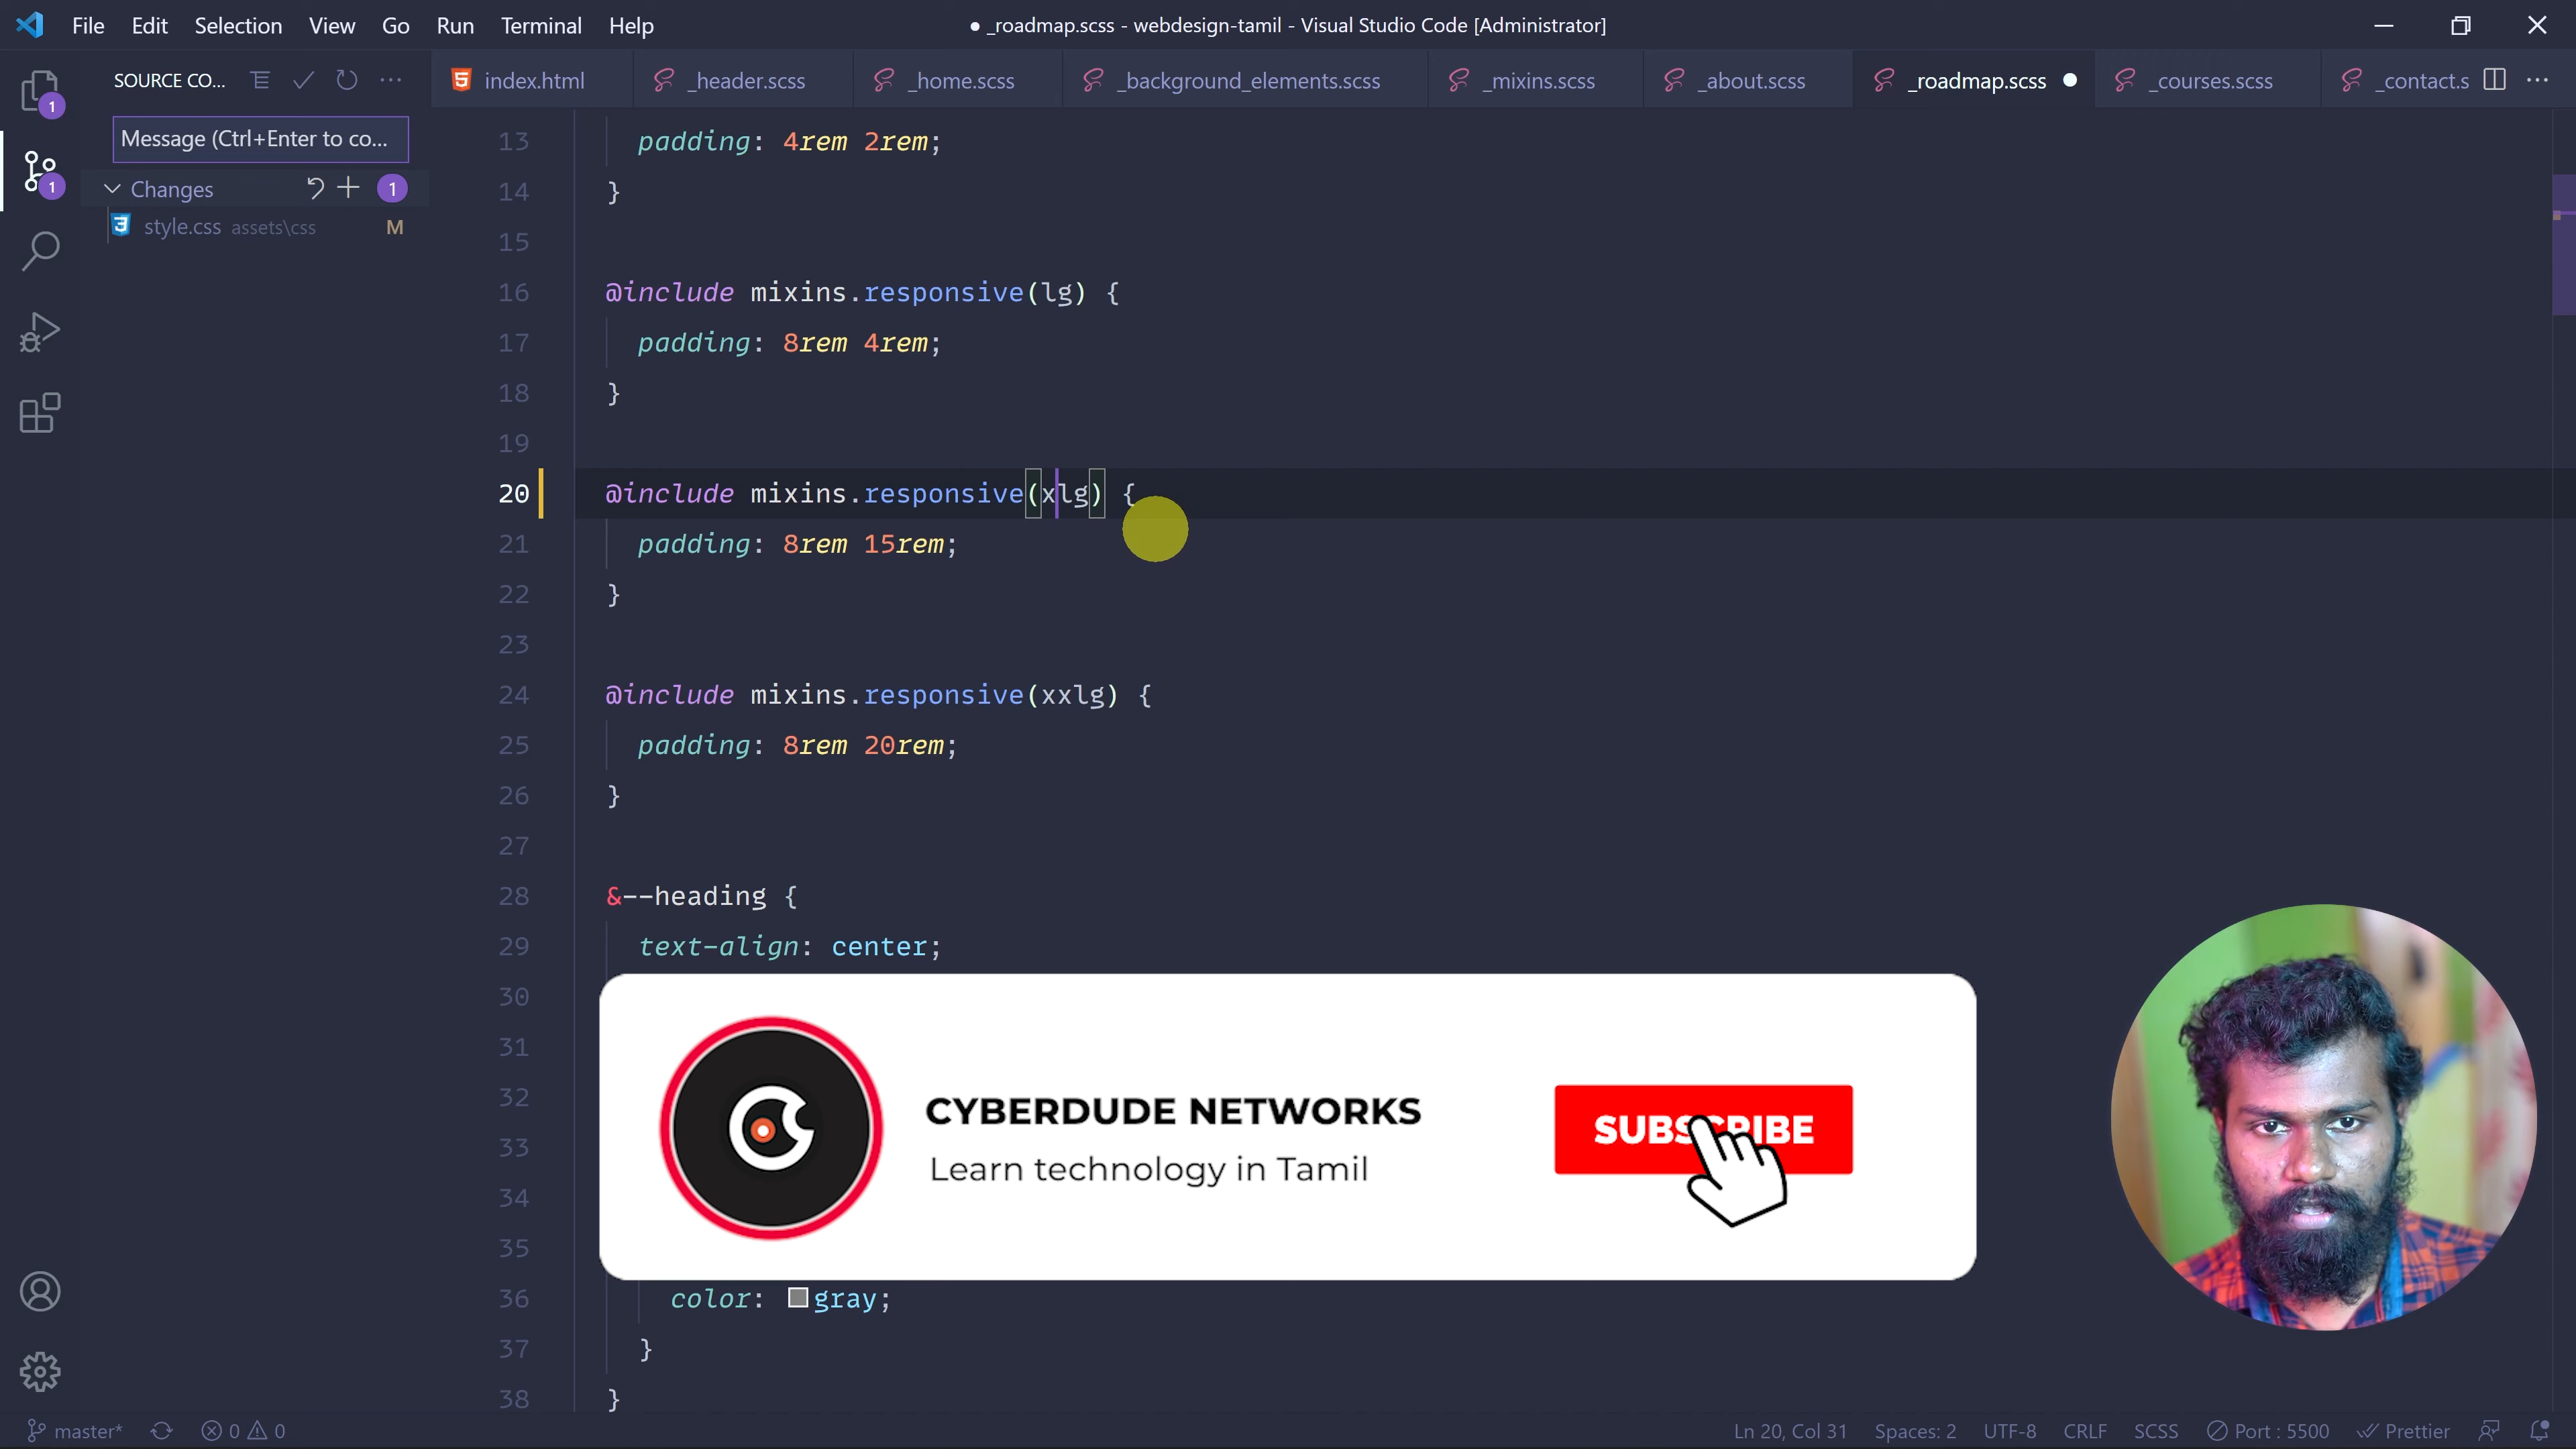 File Edit Selection View Go Run Terminal Help
● _roadmap.scss - webdesign-tamil - Visual Studio Code [Administrator]
SOURCE CO...
index.html _header.scss _home.scss _background_elements.scss _mixins.scss _about.scss _roadmap.scss _courses.scss _contact.s
1
Message (Ctrl+Enter to co...
1
Changes 1
style.css assets\css M
13 padding: 4rem 2rem;
14 }
15
16 @include mixins.responsive(lg) {
17 padding: 8rem 4rem;
18 }
19
20 @include mixins.responsive(xlg) {
21 padding: 8rem 15rem;
22 }
23
24 @include mixins.responsive(xxlg) {
25 padding: 8rem 20rem;
26 }
27
28 &--heading {
29 text-align: center;
30
31
32
33
34
35
CYBERDUDE NETWORKS
Learn technology in Tamil
SUBSCRIBE
36 color: gray;
37 }
38 }
master* 0 0 Ln 20, Col 31 Spaces: 2 UTF-8 CRLF SCSS Port : 5500 Prettier